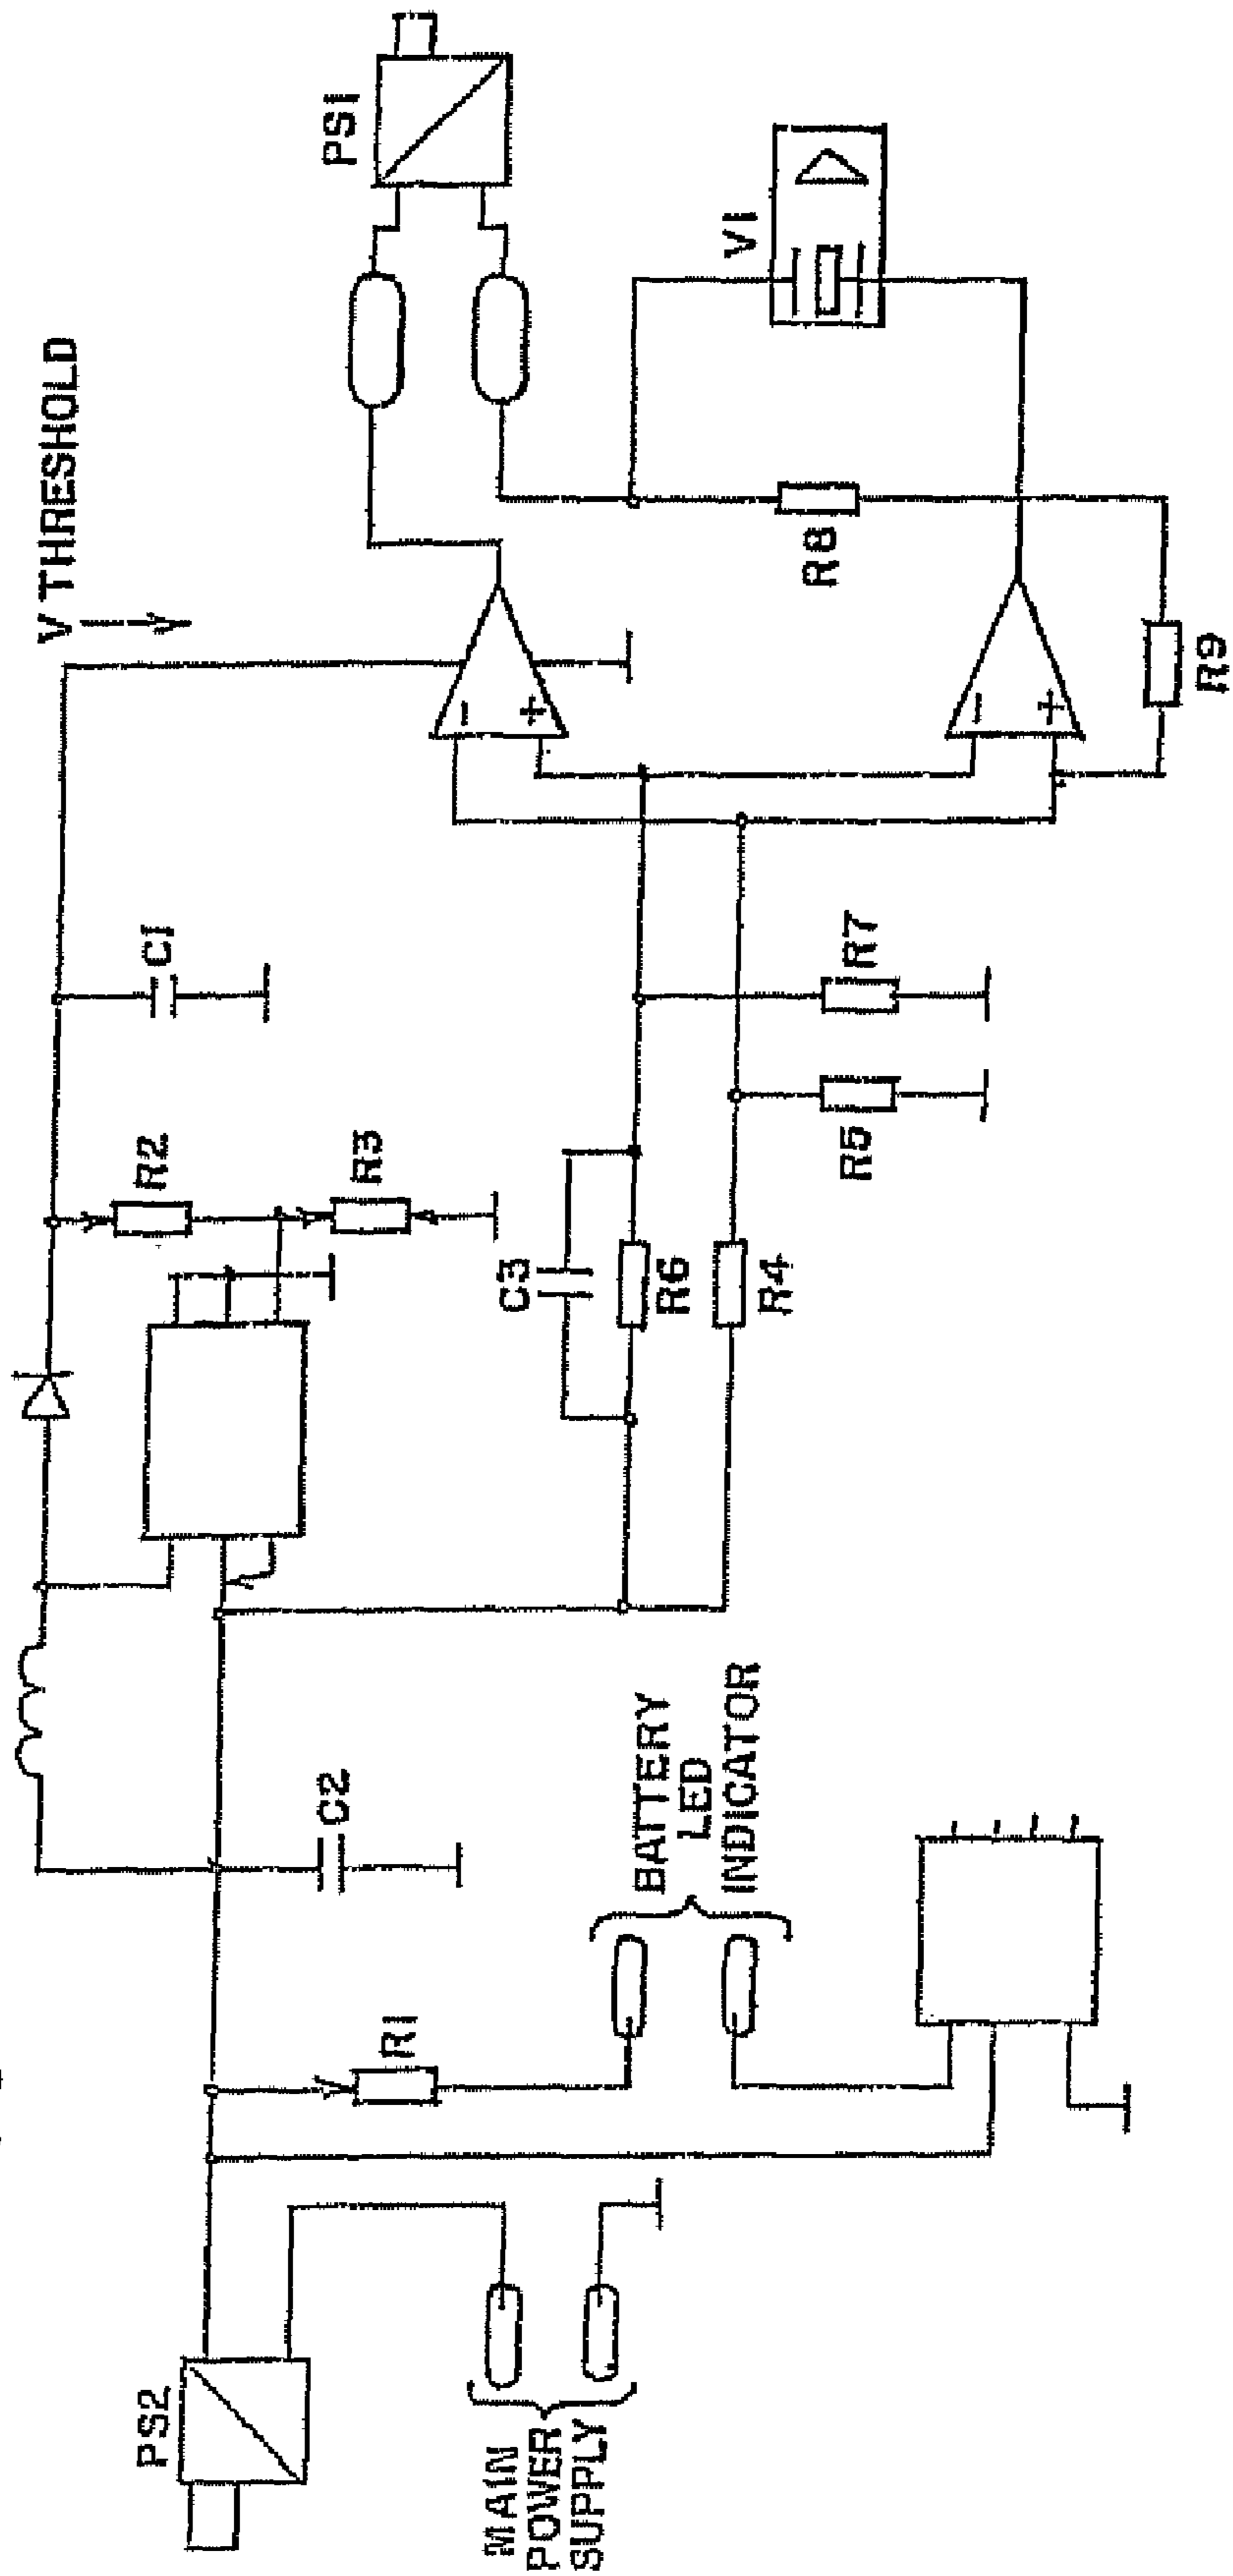 PS2
MAIN
POWER
SUPPLY
R1
BATTERY
LED
INDICATOR
C2
R2
R3
C1
V THRESHOLD
C3
R6
R4
R5
R7
-
+
-
+
R8
R9
PS1
V1